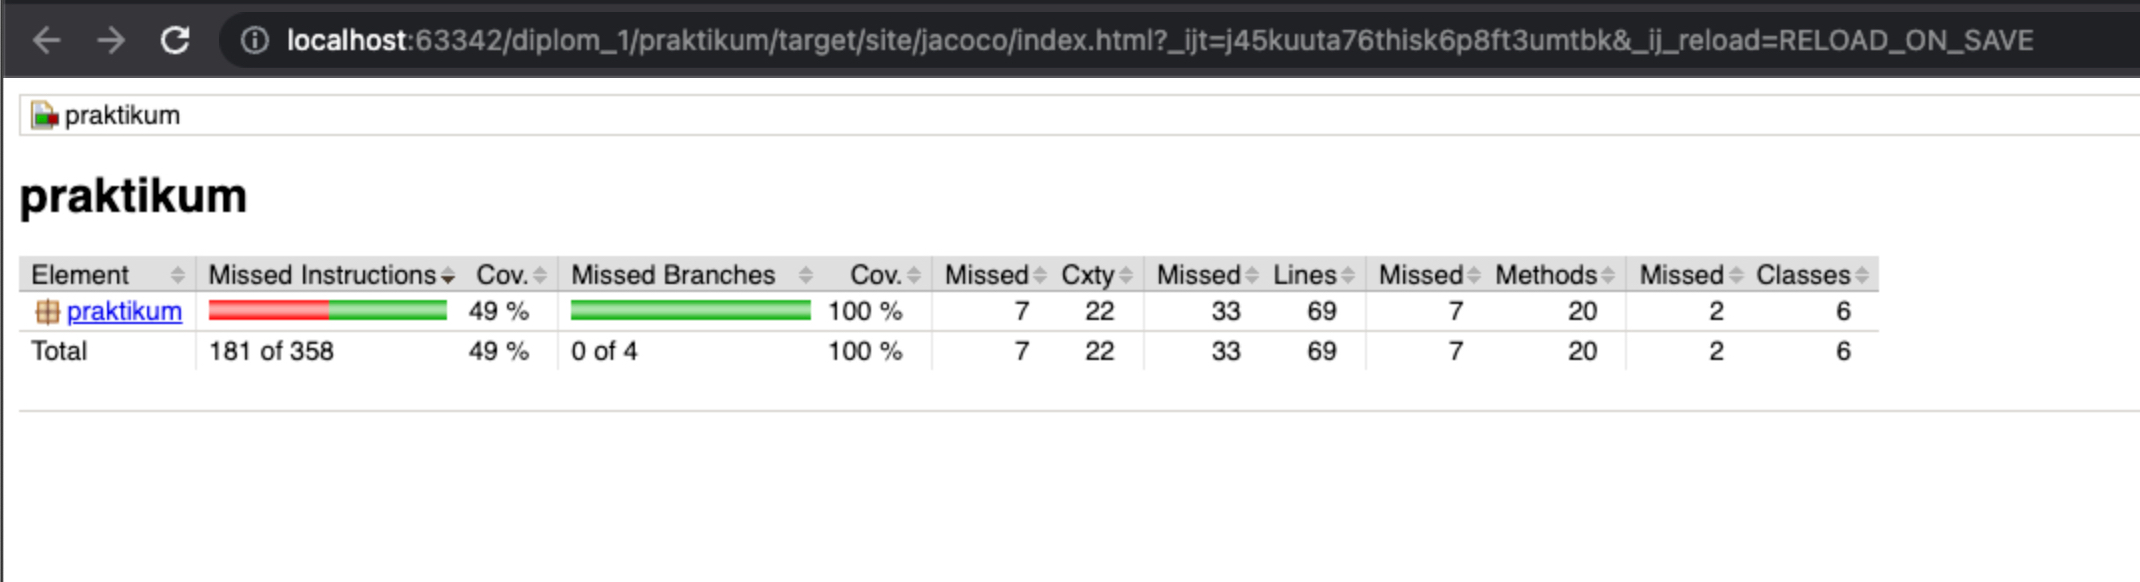 localhost:63342/diplom_1/praktikum/target/site/jacoco/index.html?_ijt=j45kuuta76thisk6p8ft3umtbk&_ij_reload=RELOAD_ON_SAVE
praktikum
praktikum
Element Missed Instructions Cov. Missed Branches Cov. Missed Cxty Missed Lines Missed Methods Missed Classes
praktikum 49 % 100 % 7 22 33 69 7 20 2 6
Total 181 of 358 49 % 0 of 4 100 % 7 22 33 69 7 20 2 6